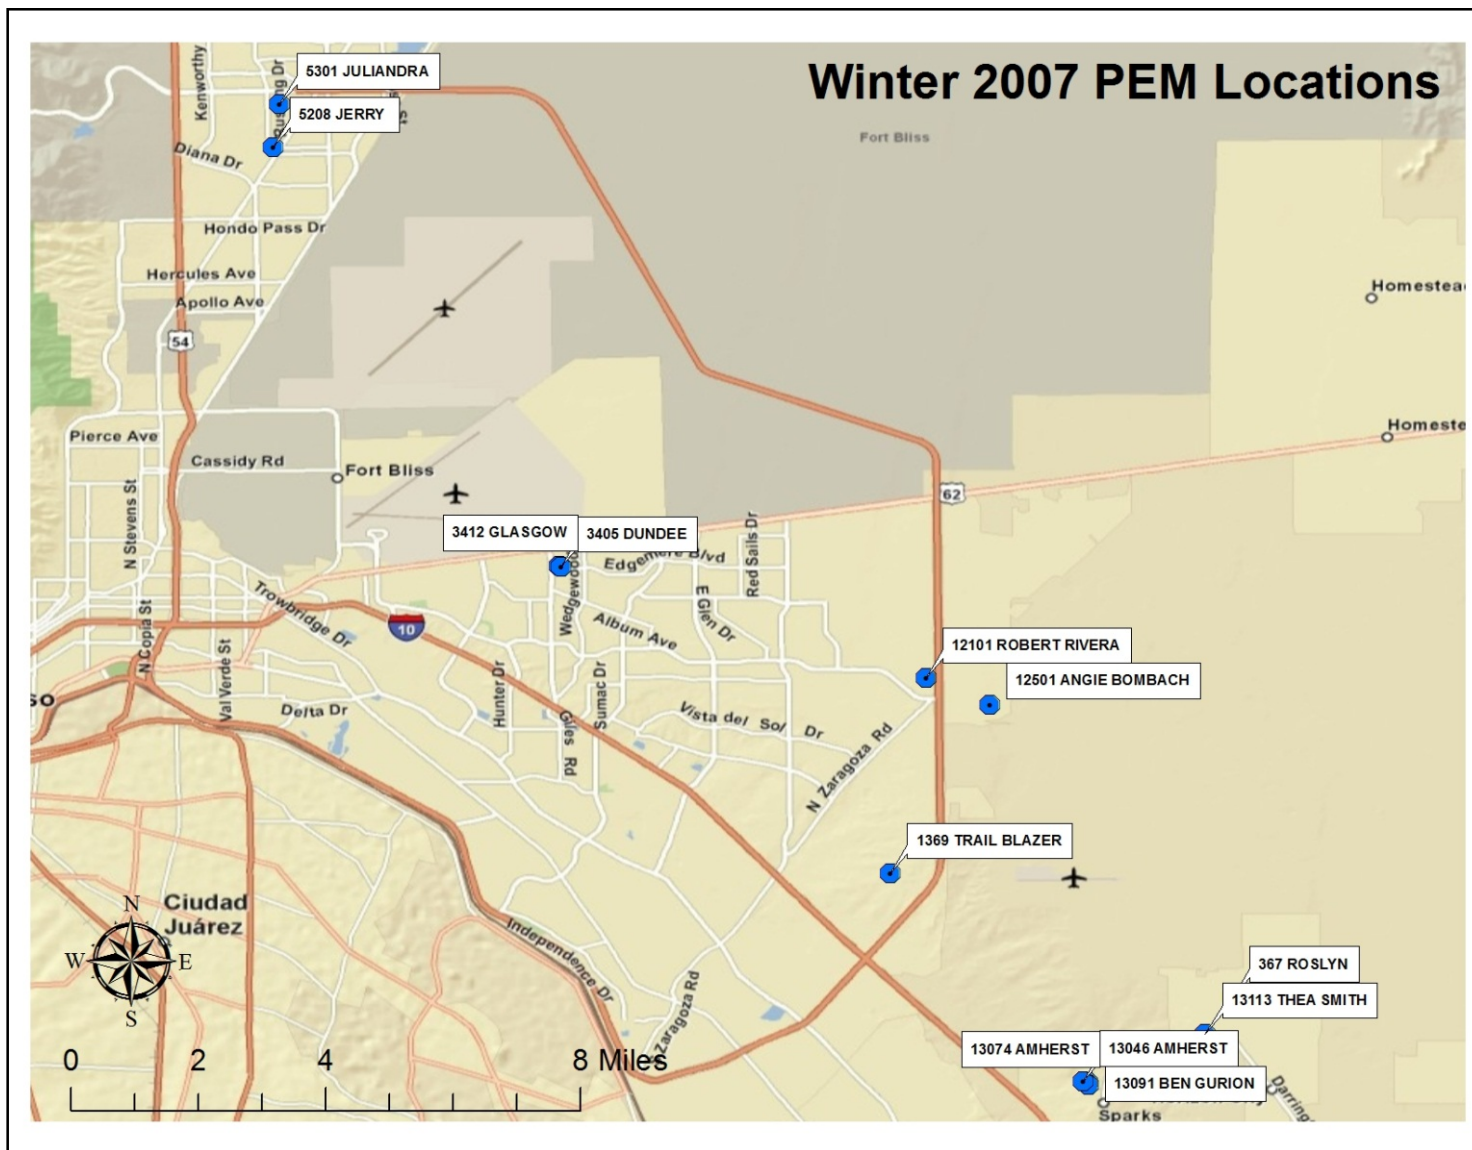 Winter 2007 PEM Locations
Kenworthy
5301 JULIANDRA
5208 JERRY
Fort Bliss
Diana Dr
Hondo Pass Dr
Hercules Ave
Apollo Ave
54
Pierce Ave
Cassidy Rd
Fort Bliss
62
N Stevens St
3412 GLASGOW
3405 DUNDEE
Edgemere Blvd
Red Sails Dr
Wedgewood
E Glen Dr
Trowbridge Dr
10
Album Ave
N Copia St
Val Verde St
12101 ROBERT RIVERA
12501 ANGIE BOMBACH
Delta Dr
Hunter Dr
Sumac Dr
Giles Rd
Vista del Sol Dr
N Zaragoza Rd
1369 TRAIL BLAZER
Ciudad
Juárez
N
W
E
S
Independence Dr
Zaragoza Rd
367 ROSLYN
13113 THEA SMITH
13074 AMHERST
13046 AMHERST
13091 BEN GURION
Sparks
0 2 4 8 Miles